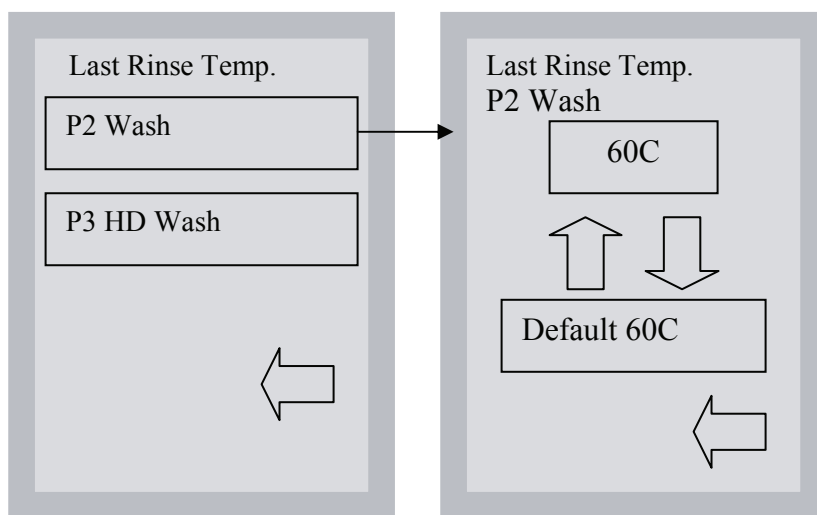 Last Rinse Temp.
P2 Wash
P3 HD Wash
Last Rinse Temp.
P2 Wash
60C
Default 60C